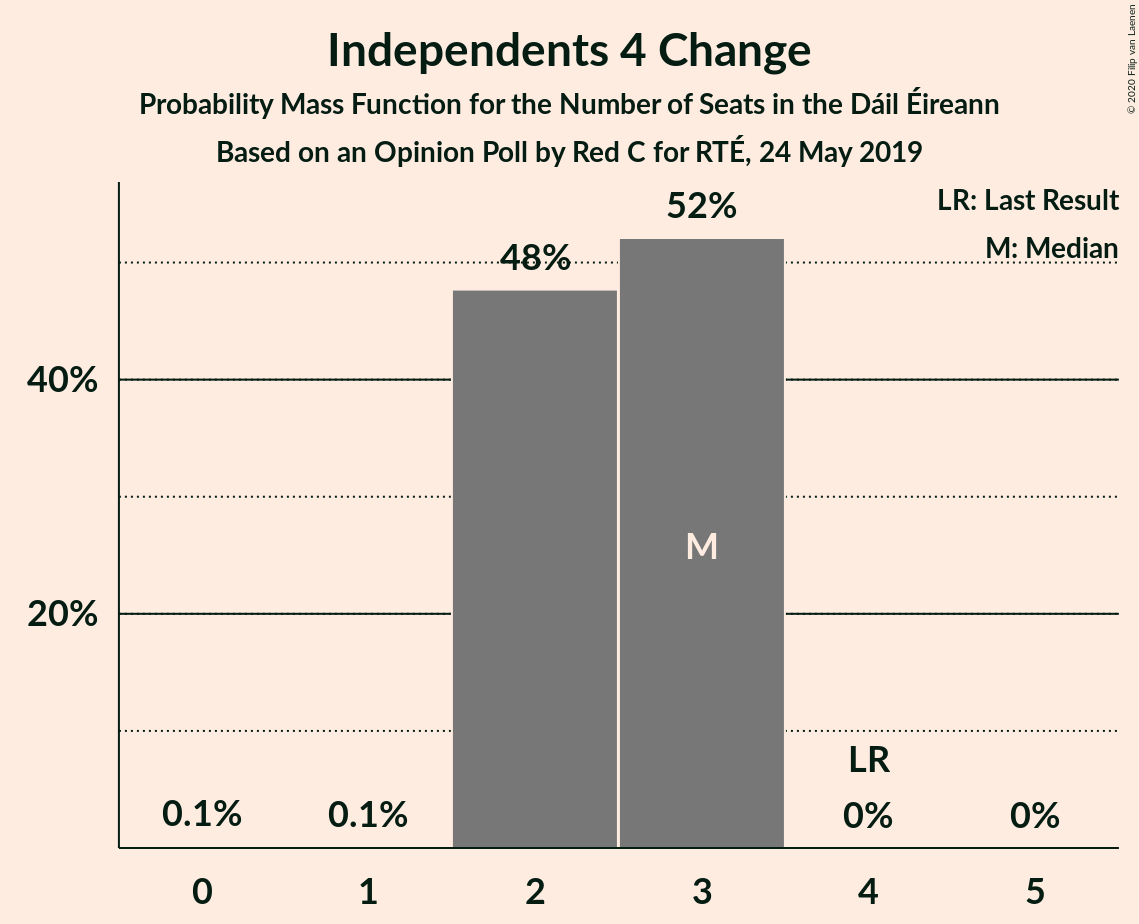 Independents 4 Change
Probability Mass Function for the Number of Seats in the Dáil Éireann
Based on an Opinion Poll by Red C for RTÉ, 24 May 2019
© 2020 Filip van Laenen
LR: Last Result
M: Median
52%
48%
40%
M
20%
LR
0.1%
0.1%
0%
0%
0
1
2
3
4
5